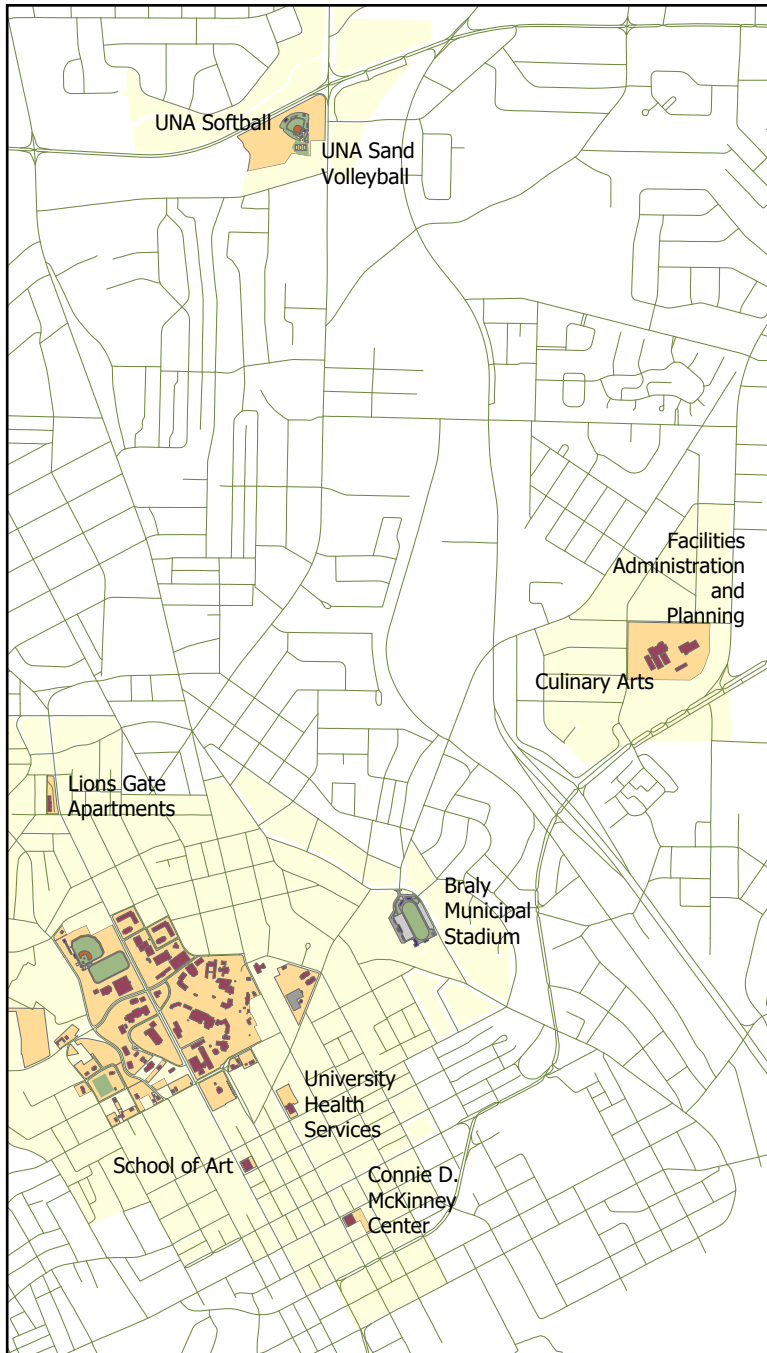 UNA Softball
UNA Sand
Volleyball
Facilities
Administration
and
Planning
Culinary Arts
Lions Gate
Apartments
Braly
Municipal
Stadium
University
Health
Services
School of Art
Connie D.
McKinney
Center